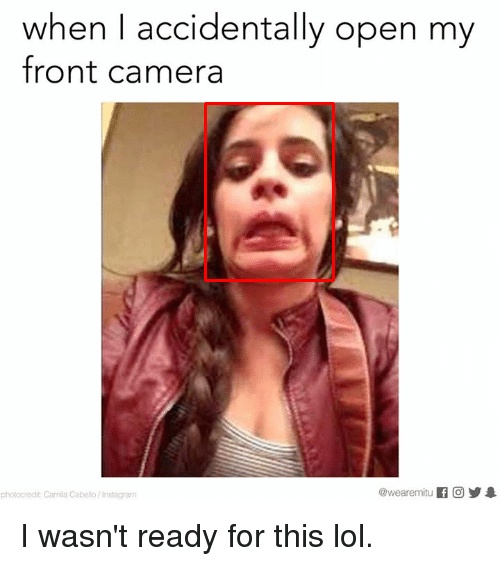 when I accidentally open my
front camera
photocredit: Camila Cabello / Instagram
@wearemitu
I wasn't ready for this lol.